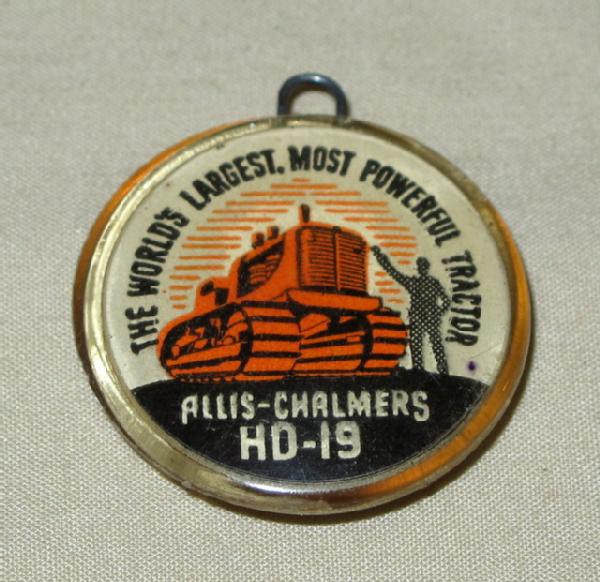 THE WORLD'S LARGEST, MOST POWERFUL TRACTOR
ALLIS-CHALMERS
HD-19